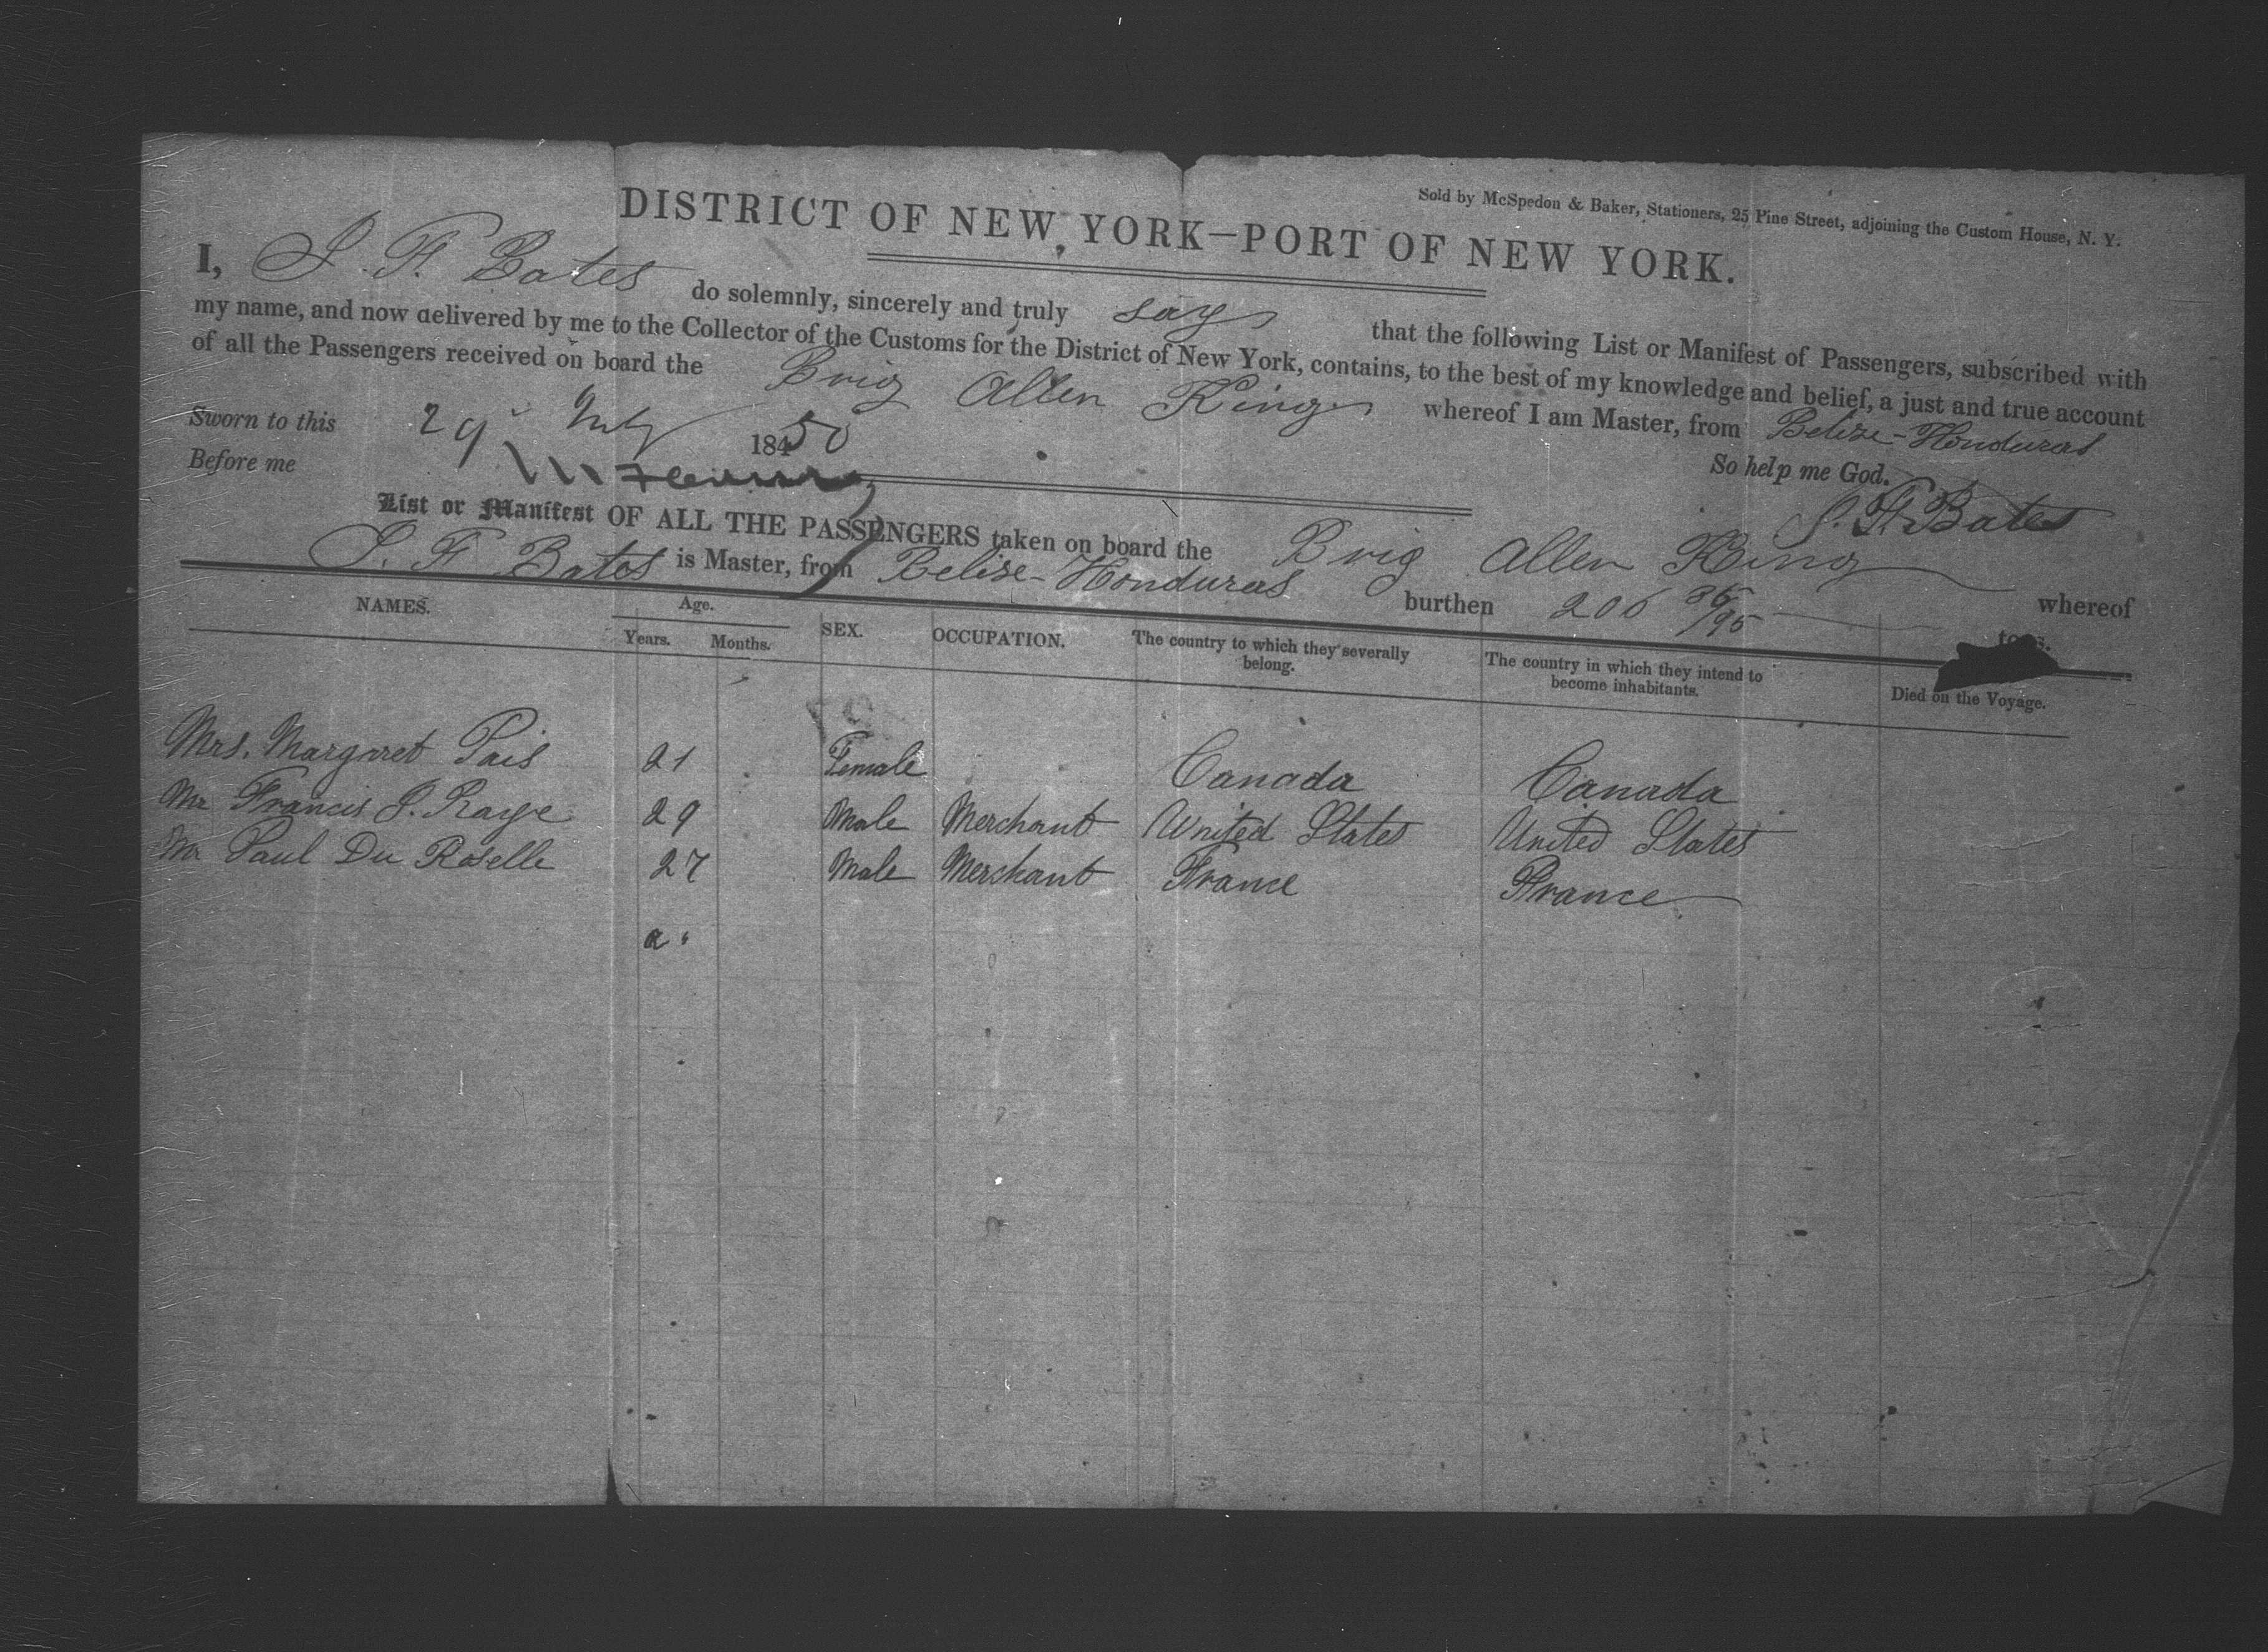 Sold by McSpedon & Baker, Stationers, 25 Pine Street, adjoining the Custom House, N. Y.
DISTRICT OF NEW YORK—PORT OF NEW YORK.
I, S. F. Bates do solemnly, sincerely and truly say that the following List or Manifest of Passengers, subscribed with
my name, and now delivered by me to the Collector of the Customs for the District of New York, contains, to the best of my knowledge and belief, a just and true account
of all the Passengers received on board the Brig Allen King whereof I am Master, from Belize-Honduras
Sworn to this 29 July 18450 So help me God.
Before me S. F. Bates
List or Manifest OF ALL THE PASSENGERS taken on board the Brig Allen King whereof
S. F. Bates is Master, from Belize-Honduras burthen 206 36/95 tons.
NAMES. Age. SEX. OCCUPATION. The country to which they severally belong. The country in which they intend to become inhabitants. Died on the Voyage.
Years. Months.
Mrs. Margaret Pais 21 Female Canada Canada
Mr Francis S. Raye 29 Male Merchant United States United States
Mr Paul Du Roselle 27 Male Merchant France France